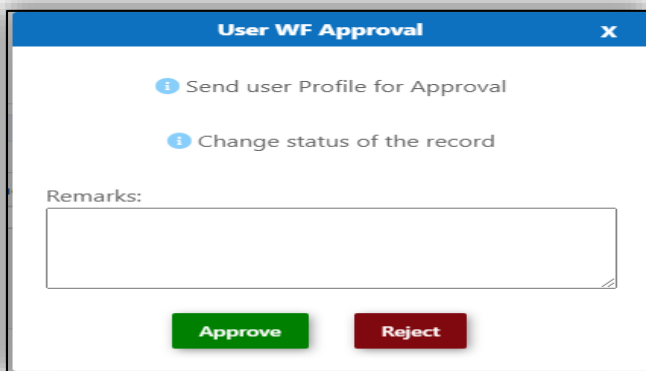 User WF Approval x
Send user Profile for Approval
Change status of the record
Remarks:
Approve Reject